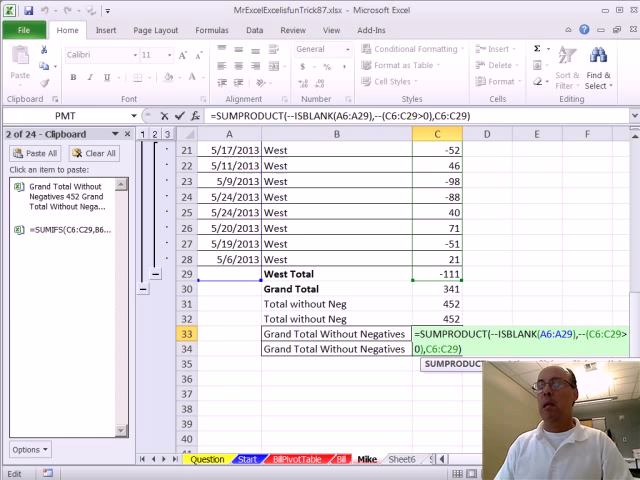 MrExcelExcelisfunTrick87.xlsx - Microsoft Excel
File Home Insert Page Layout Formulas Data Review View Add-Ins
Paste Calibri 11 General Conditional Formatting Insert Σ
B I U $ % , Format as Table Delete Sort & Filter Find & Select
A A Cell Styles Format
Clipboard Font Alignment Number Styles Cells Editing
PMT =SUMPRODUCT(--ISBLANK(A6:A29),--(C6:C29>0),C6:C29)
2 of 24 - Clipboard 1 2 3 A B C D E F
Paste All Clear All
Click an item to paste:
Grand Total Without
Negatives 452 Grand
Total Without Nega...
=SUMIFS(C6:C29,B6...
21 5/17/2013 West -52
22 5/11/2013 West 46
23 5/9/2013 West -98
24 5/24/2013 West -88
25 5/24/2013 West 40
26 5/20/2013 West 71
27 5/19/2013 West -51
28 5/6/2013 West 21
29 West Total -111
30 Grand Total 341
31 Total without Neg 452
32 Total without Neg 452
33 Grand Total Without Negatives =SUMPRODUCT(--ISBLANK(A6:A29),--(C6:C29>
34 Grand Total Without Negatives 0),C6:C29)
35 SUMPRODUCT
36
37
38
39
40
Options
Question Start BillPivotTable Bill Mike Sheet6
Edit